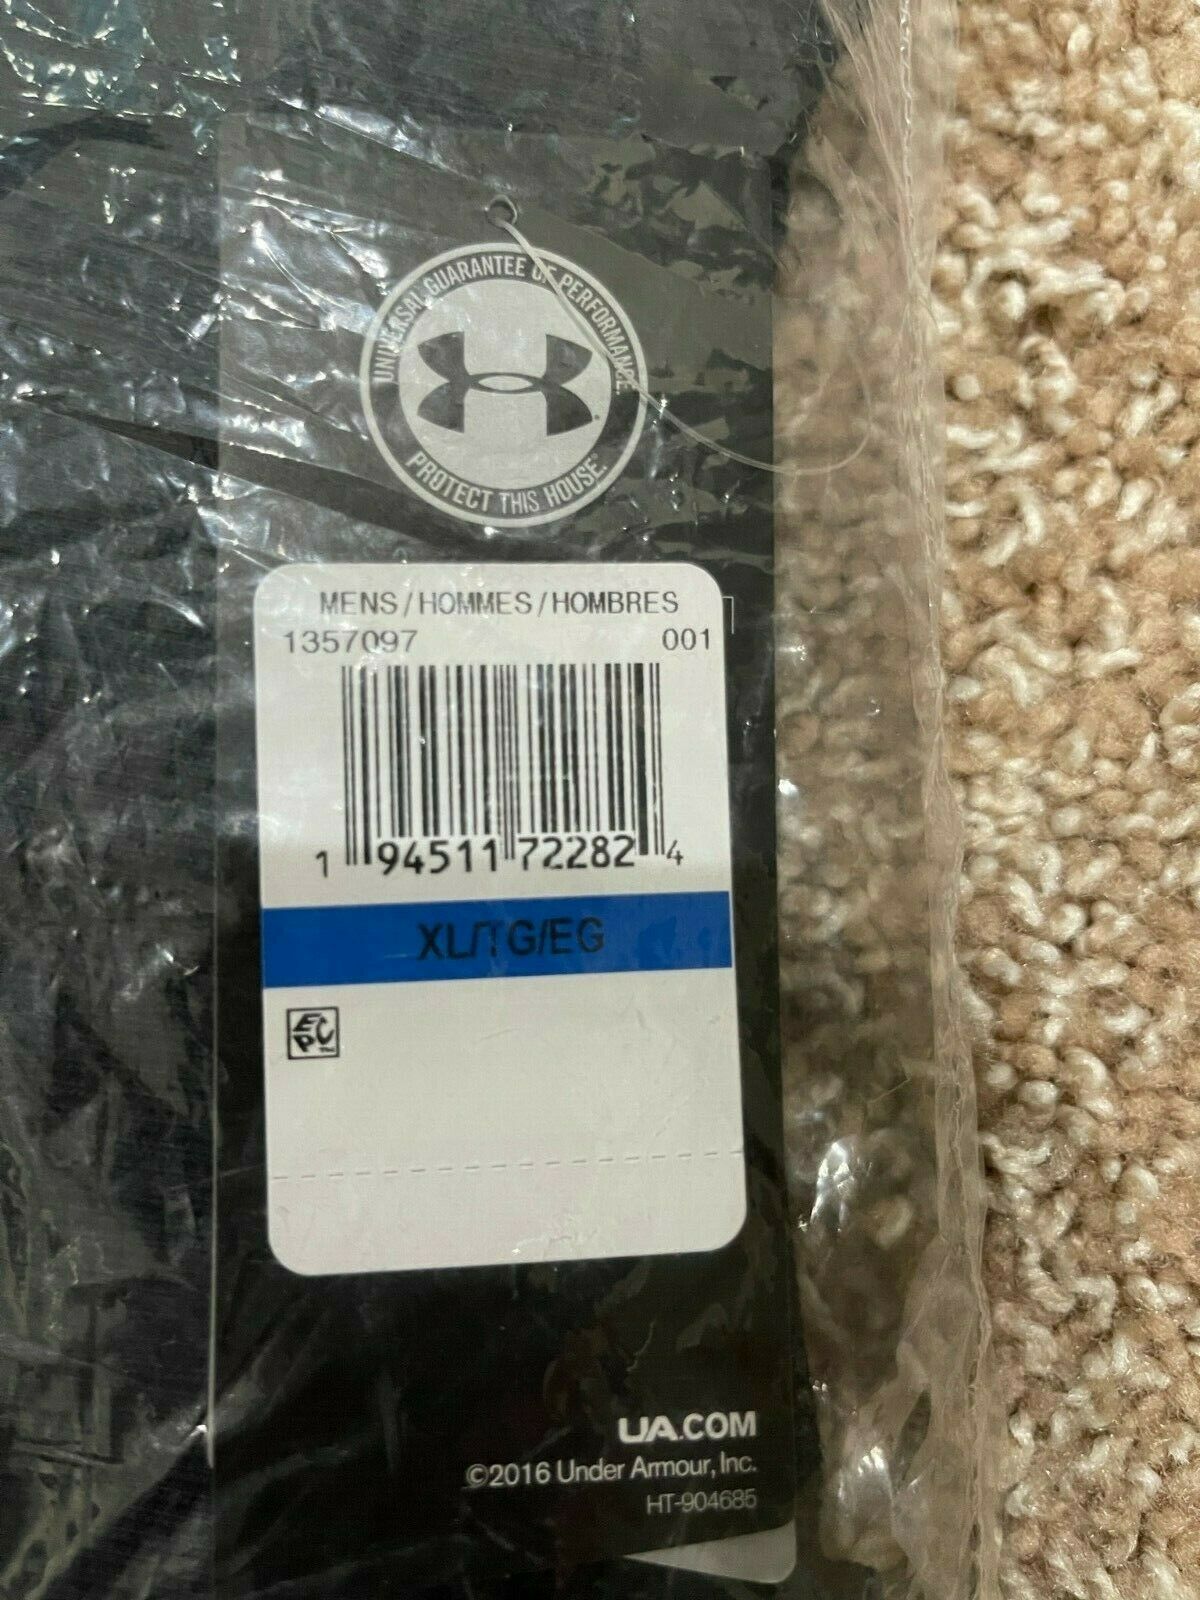 UNIVERSAL GUARANTEE OF PERFORMANCE.
PROTECT THIS HOUSE.®
MENS/HOMMES/HOMBRES
1357097 001
1 94511 72282 4
XL/TG/EG
EPC™
UA.COM
©2016 Under Armour, Inc.
HT-904685